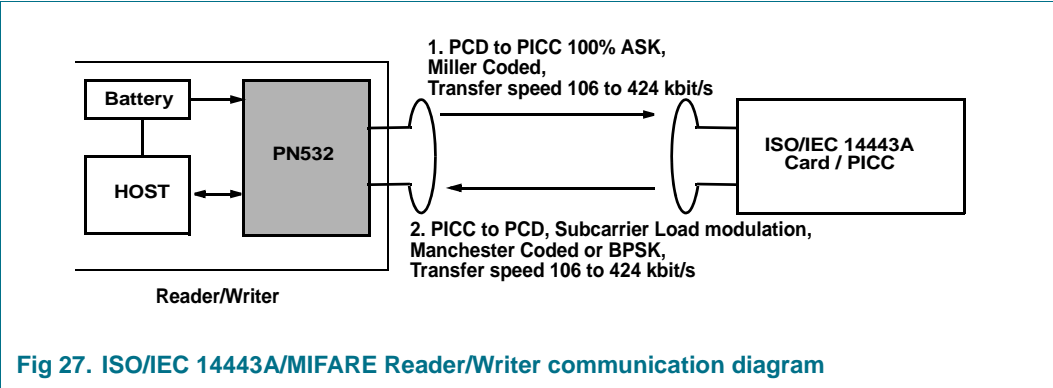 1. PCD to PICC 100% ASK,
Miller Coded,
Transfer speed 106 to 424 kbit/s
Battery
PN532
HOST
ISO/IEC 14443A
Card / PICC
2. PICC to PCD, Subcarrier Load modulation,
Manchester Coded or BPSK,
Transfer speed 106 to 424 kbit/s
Reader/Writer
Fig 27. ISO/IEC 14443A/MIFARE Reader/Writer communication diagram